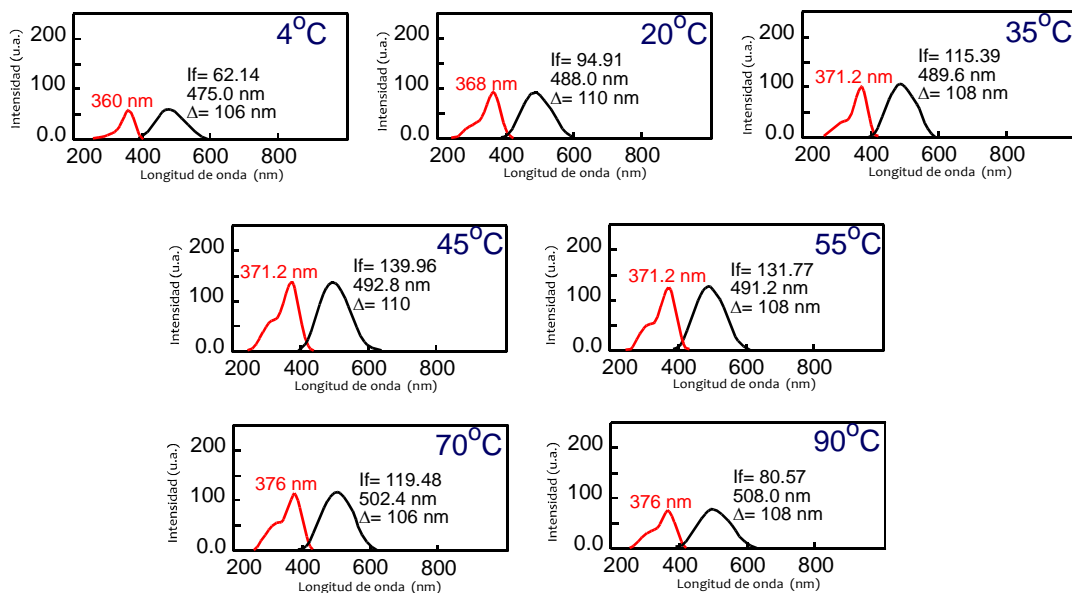 4°C
Intensidad (u.a.)
200
100
0.0
360 nm
If= 62.14
475.0 nm
Δ= 106 nm
200 400 600 800
Longitud de onda (nm)
20°C
Intensidad (u.a.)
200
100
0.0
368 nm
If= 94.91
488.0 nm
Δ= 110 nm
200 400 600 800
Longitud de onda (nm)
35°C
Intensidad (u.a.)
200
100
0.0
371.2 nm
If= 115.39
489.6 nm
Δ= 108 nm
200 400 600 800
Longitud de onda (nm)
45°C
Intensidad (u.a.)
200
100
0.0
371.2 nm
If= 139.96
492.8 nm
Δ= 110
200 400 600 800
Longitud de onda (nm)
55°C
Intensidad (u.a.)
200
100
0.0
371.2 nm
If= 131.77
491.2 nm
Δ= 108 nm
200 400 600 800
Longitud de onda (nm)
70°C
Intensidad (u.a.)
200
100
0.0
376 nm
If= 119.48
502.4 nm
Δ= 106 nm
200 400 600 800
Longitud de onda (nm)
90°C
Intensidad (u.a.)
200
100
0.0
376 nm
If= 80.57
508.0 nm
Δ= 108 nm
200 400 600 800
Longitud de onda (nm)